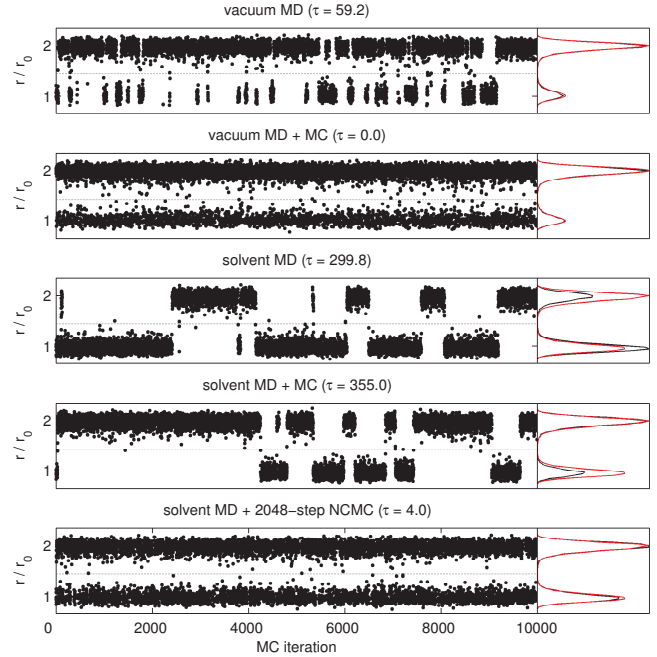 vacuum MD (τ = 59.2)
2
1
r / r0
vacuum MD + MC (τ = 0.0)
2
1
r / r0
solvent MD (τ = 299.8)
2
1
r / r0
solvent MD + MC (τ = 355.0)
2
1
r / r0
solvent MD + 2048−step NCMC (τ = 4.0)
2
1
r / r0
0 2000 4000 6000 8000 10000
MC iteration